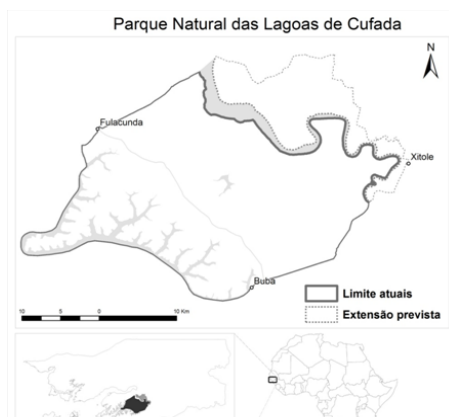 Parque Natural das Lagoas de Cufada
N
Fulacunda
Xitole
Buba
Limite atuais
Extensão prevista
10 5 0 10 Km